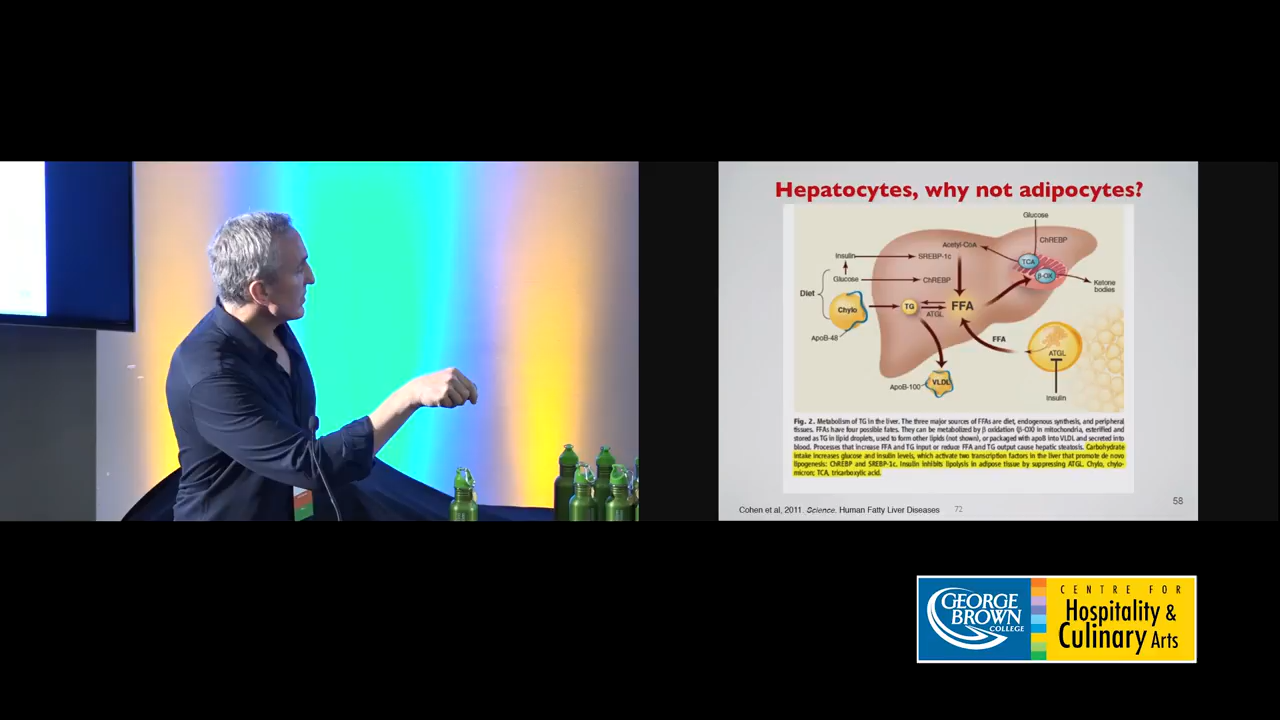 Hepatocytes, why not adipocytes?
Glucose
ChREBP
Acetyl-CoA
TCA
β-OX
Ketone
bodies
Insulin
SREBP-1c
Glucose
ChREBP
Diet
Chylo
TG
FFA
ATGL
ApoB-48
FFA
ATGL
ApoB-100
VLDL
Insulin
Fig. 2. Metabolism of TG in the liver. The three major sources of FFAs are diet, endogenous synthesis, and peripheral
tissues. FFAs have four possible fates. They can be metabolized by β oxidation (β-OX) in mitochondria, esterified and
stored as TG in lipid droplets, used to form other lipids (not shown), or packaged with apoB into VLDL and secreted into
blood. Processes that increase FFA and TG input or reduce FFA and TG output cause hepatic steatosis. Carbohydrate
intake increases glucose and insulin levels, which activate two transcription factors in the liver that promote de novo
lipogenesis: ChREBP and SREBP-1c. Insulin inhibits lipolysis in adipose tissue by suppressing ATGL. Chylo, chylo-
micron; TCA, tricarboxylic acid.
58
Cohen et al, 2011. Science. Human Fatty Liver Diseases 72
GEORGE
BROWN
COLLEGE
CENTRE FOR
Hospitality &
Culinary Arts